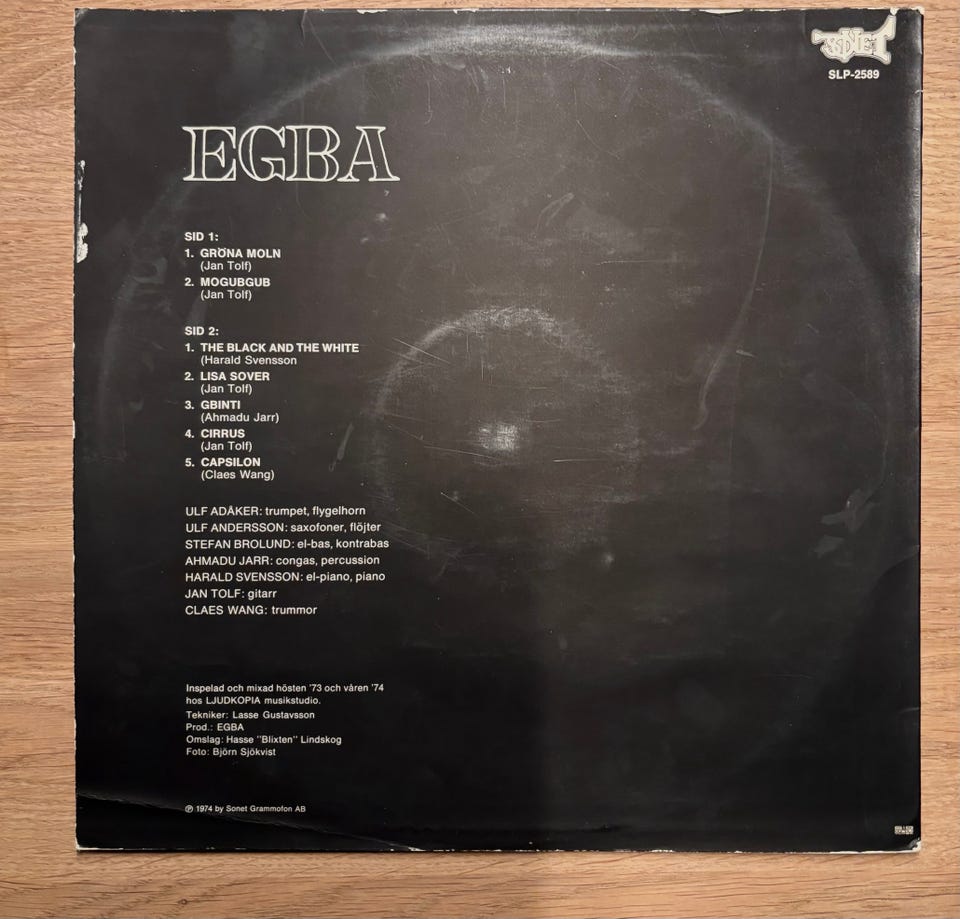 SONET
SLP-2589
EGBA
SID 1:
1. GRÖNA MOLN
(Jan Tolf)
2. MOGUBGUB
(Jan Tolf)
SID 2:
1. THE BLACK AND THE WHITE
(Harald Svensson
2. LISA SOVER
(Jan Tolf)
3. GBINTI
(Ahmadu Jarr)
4. CIRRUS
(Jan Tolf)
5. CAPSILON
(Claes Wang)
ULF ADÅKER: trumpet, flygelhorn
ULF ANDERSSON: saxofoner, flöjter
STEFAN BROLUND: el-bas, kontrabas
AHMADU JARR: congas, percussion
HARALD SVENSSON: el-piano, piano
JAN TOLF: gitarr
CLAES WANG: trummor
Inspelad och mixad hösten '73 och våren '74
hos LJUDKOPIA musikstudio.
Tekniker: Lasse Gustavsson
Prod.: EGBA
Omslag: Hasse "Blixten" Lindskog
Foto: Björn Sjökvist
℗ 1974 by Sonet Grammofon AB